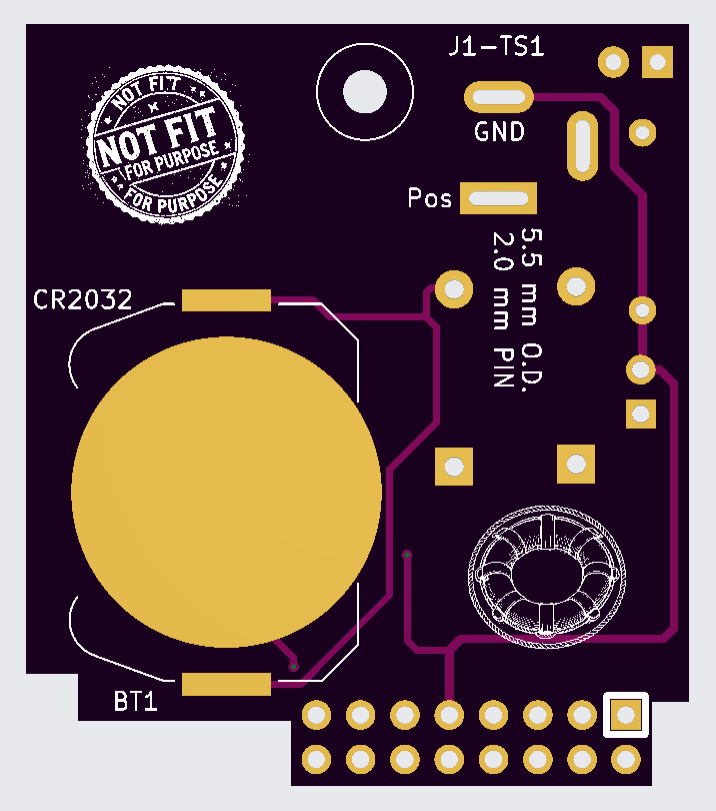 J1-TS1
NOT FIT
NOT FIT
FOR PURPOSE
FOR PURPOSE
GND
Pos
5.5 mm O.D.
2.0 mm PIN
CR2032
BT1